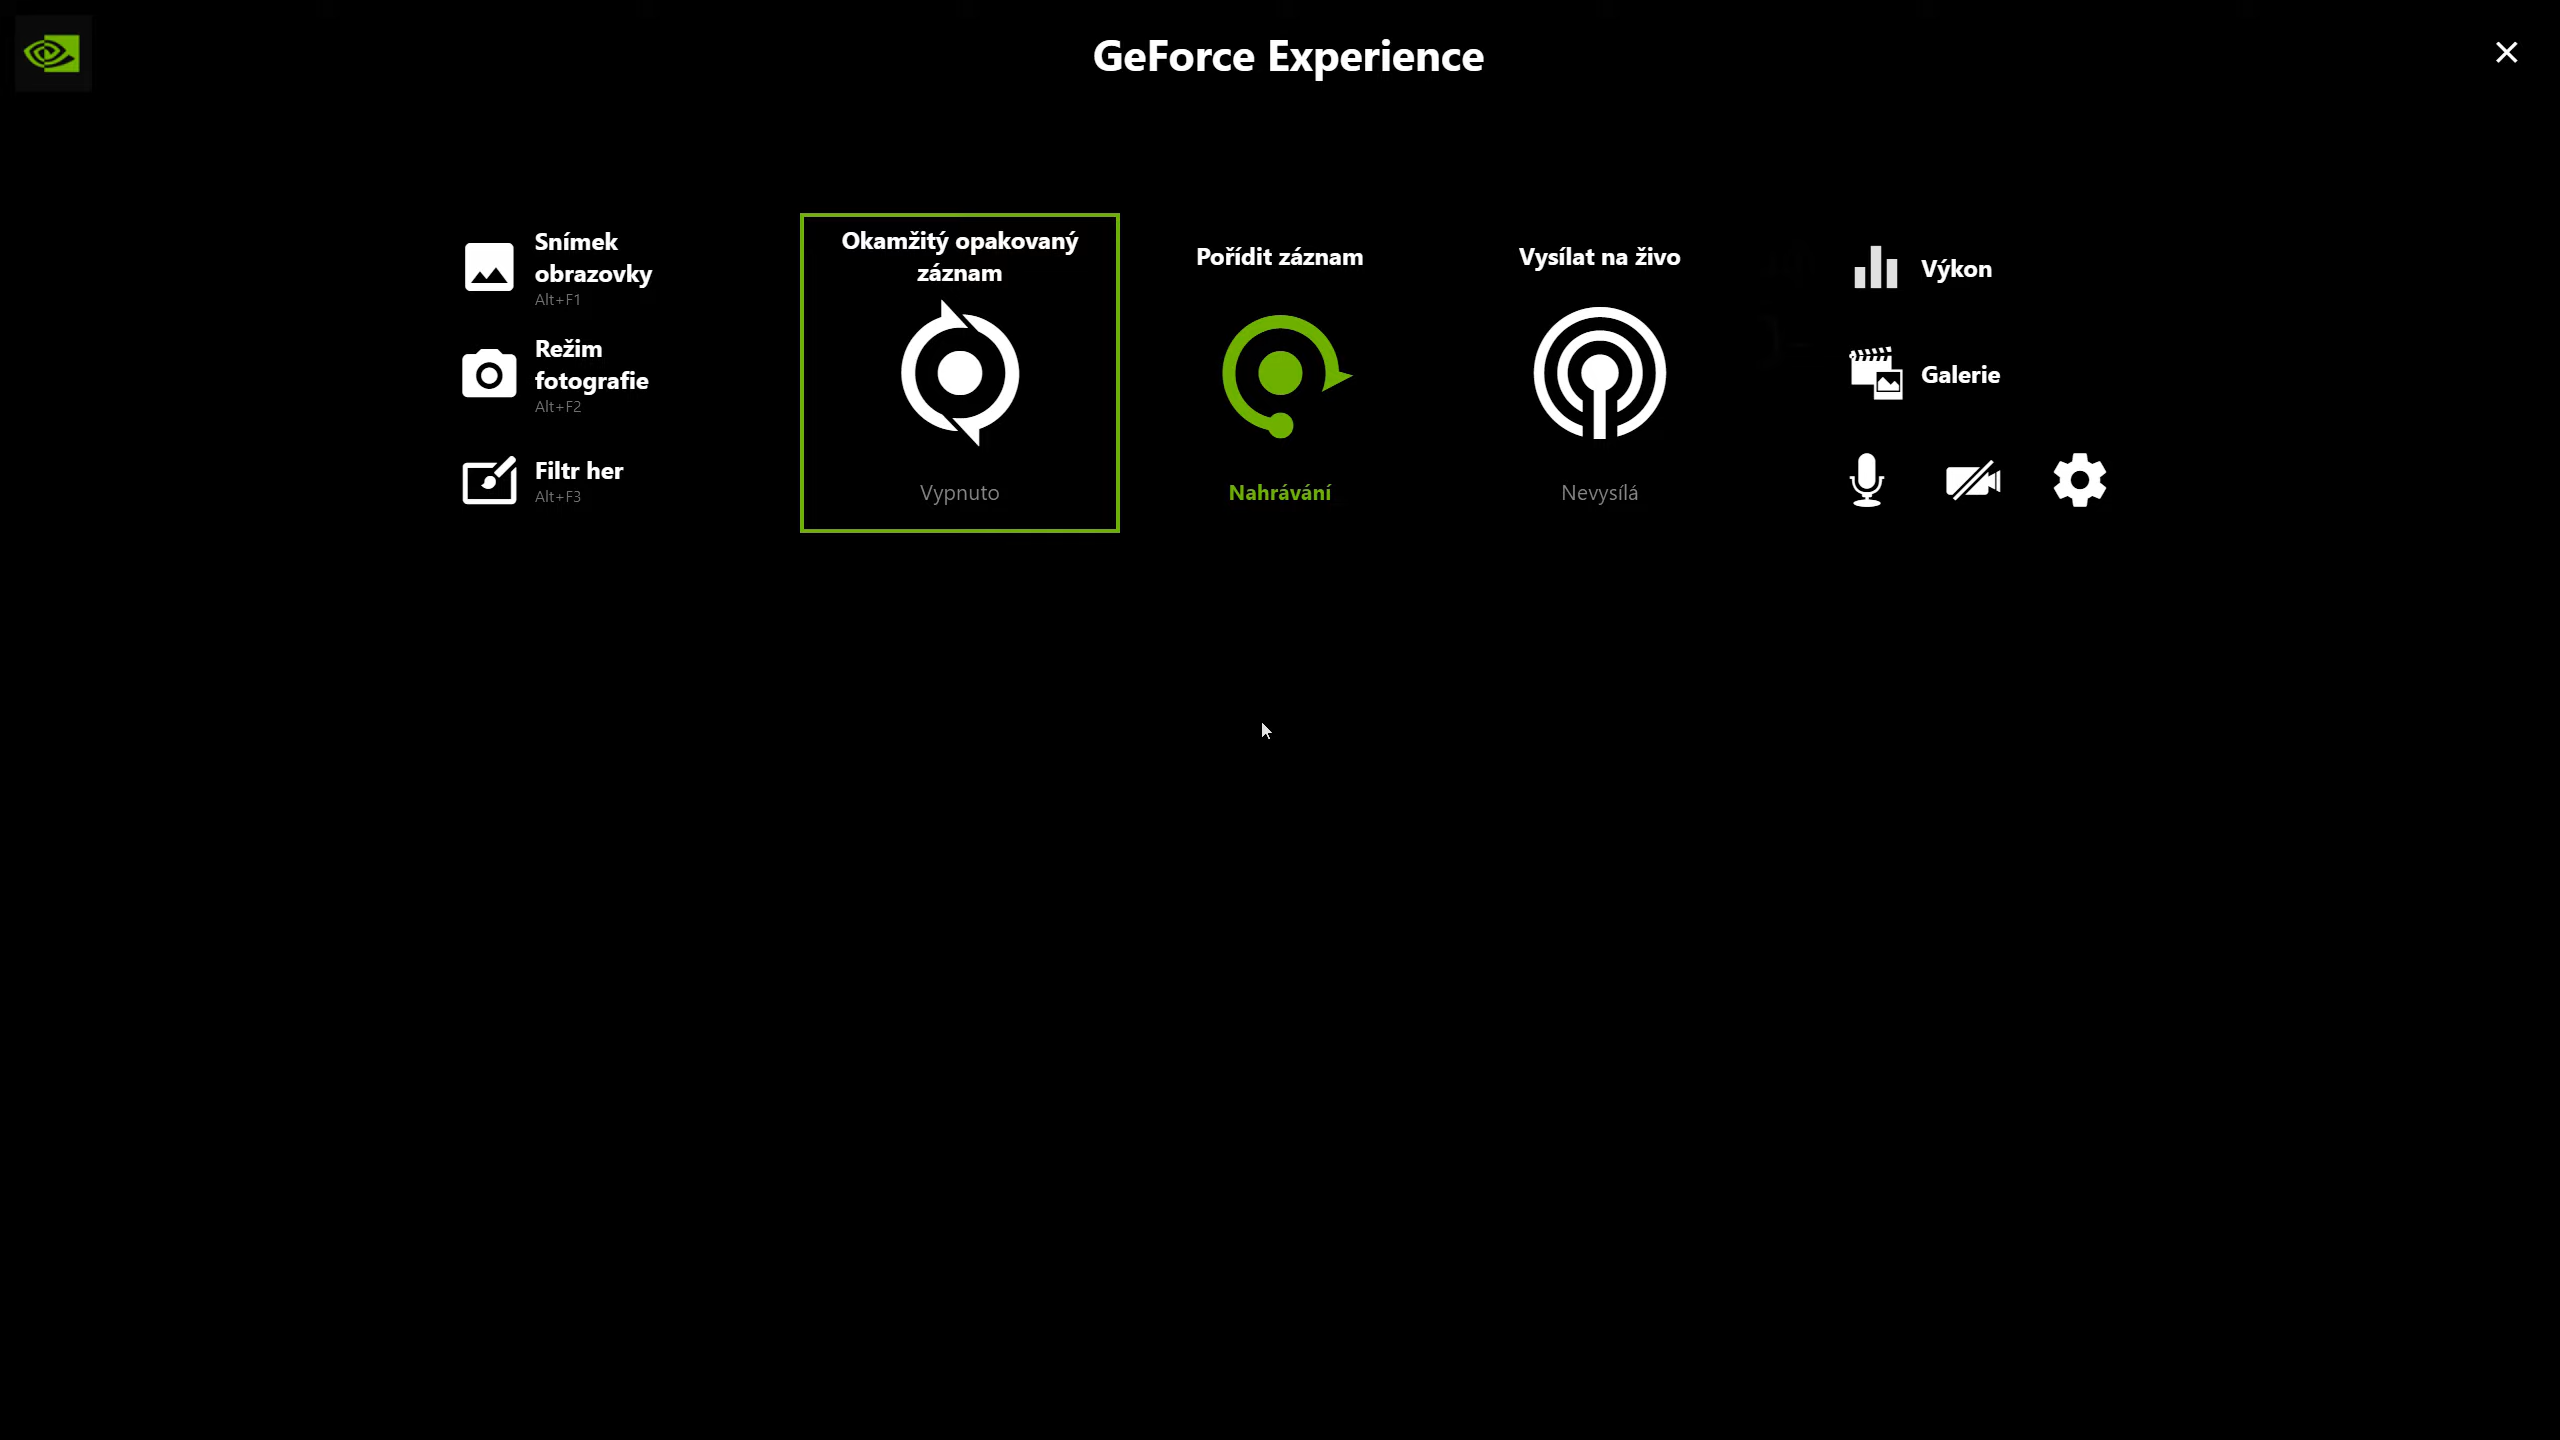 GeForce Experience
Snímek
obrazovky
Alt+F1
Režim
fotografie
Alt+F2
Filtr her
Alt+F3
Okamžitý opakovaný
záznam
Vypnuto
Pořídit záznam
Nahrávání
Vysílat na živo
Nevysílá
Výkon
Galerie